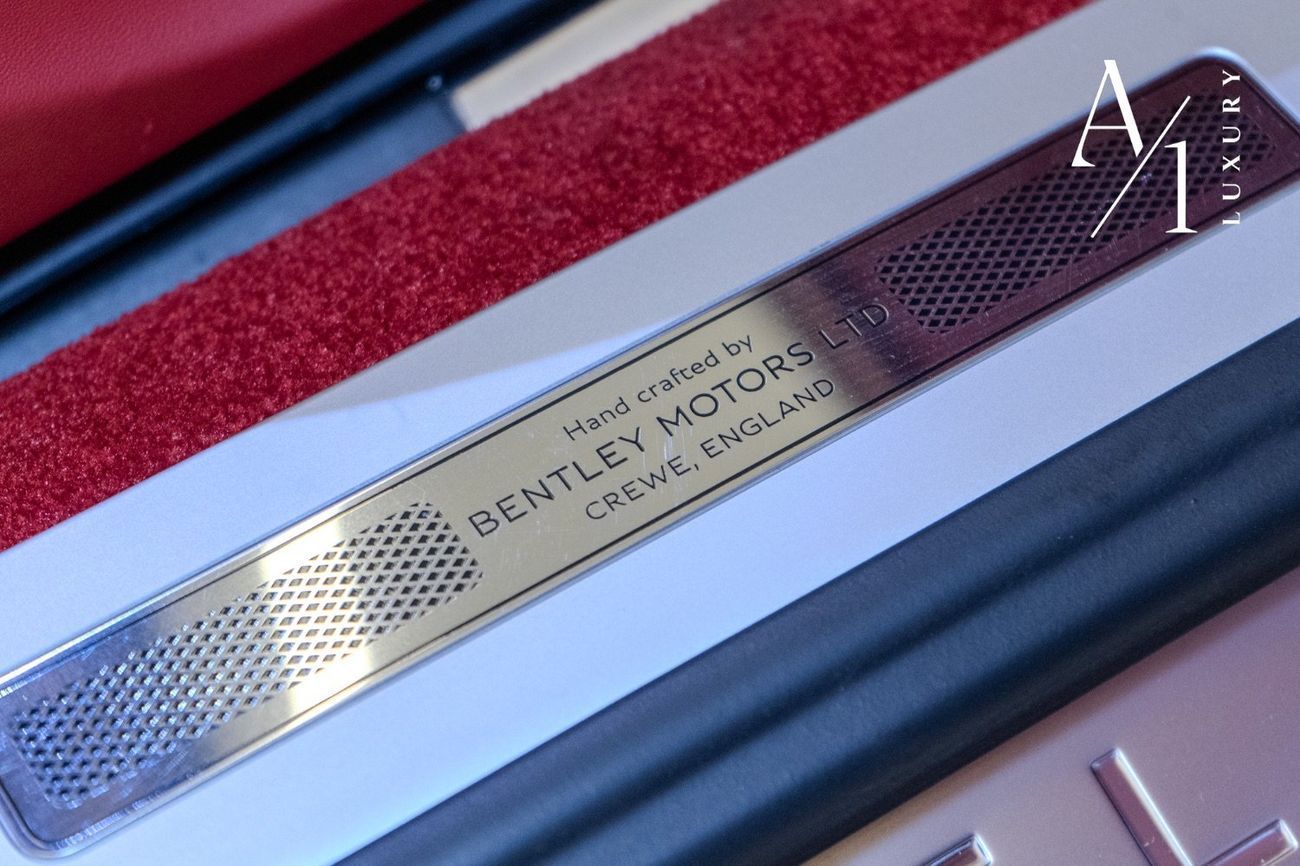 Hand crafted by
BENTLEY MOTORS LTD
CREWE, ENGLAND
A/1
LUXURY
L